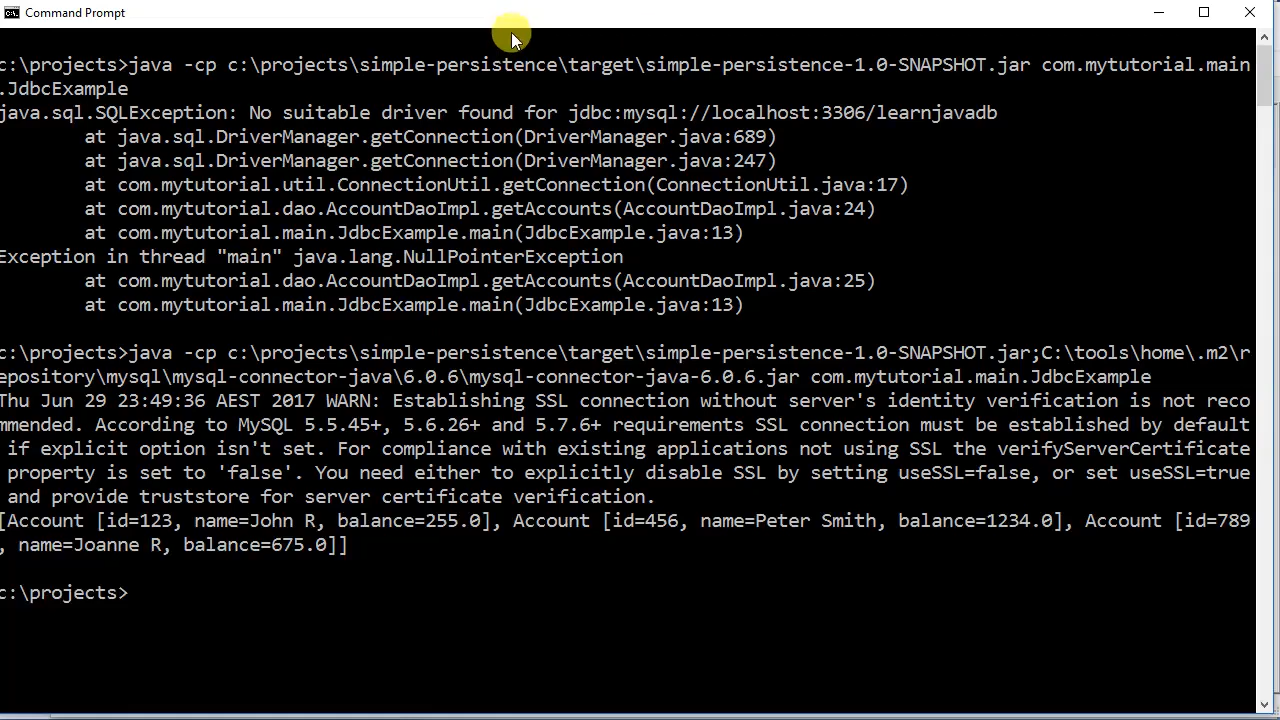 Command Prompt
c:\projects>java -cp c:\projects\simple-persistence\target\simple-persistence-1.0-SNAPSHOT.jar com.mytutorial.main
.JdbcExample
java.sql.SQLException: No suitable driver found for jdbc:mysql://localhost:3306/learnjavadb
at java.sql.DriverManager.getConnection(DriverManager.java:689)
at java.sql.DriverManager.getConnection(DriverManager.java:247)
at com.mytutorial.util.ConnectionUtil.getConnection(ConnectionUtil.java:17)
at com.mytutorial.dao.AccountDaoImpl.getAccounts(AccountDaoImpl.java:24)
at com.mytutorial.main.JdbcExample.main(JdbcExample.java:13)
Exception in thread "main" java.lang.NullPointerException
at com.mytutorial.dao.AccountDaoImpl.getAccounts(AccountDaoImpl.java:25)
at com.mytutorial.main.JdbcExample.main(JdbcExample.java:13)
c:\projects>java -cp c:\projects\simple-persistence\target\simple-persistence-1.0-SNAPSHOT.jar;C:\tools\home\.m2\r
epository\mysql\mysql-connector-java\6.0.6\mysql-connector-java-6.0.6.jar com.mytutorial.main.JdbcExample
Thu Jun 29 23:49:36 AEST 2017 WARN: Establishing SSL connection without server's identity verification is not reco
mmended. According to MySQL 5.5.45+, 5.6.26+ and 5.7.6+ requirements SSL connection must be established by default
if explicit option isn't set. For compliance with existing applications not using SSL the verifyServerCertificate
property is set to 'false'. You need either to explicitly disable SSL by setting useSSL=false, or set useSSL=true
and provide truststore for server certificate verification.
[Account [id=123, name=John R, balance=255.0], Account [id=456, name=Peter Smith, balance=1234.0], Account [id=789
, name=Joanne R, balance=675.0]]
c:\projects>